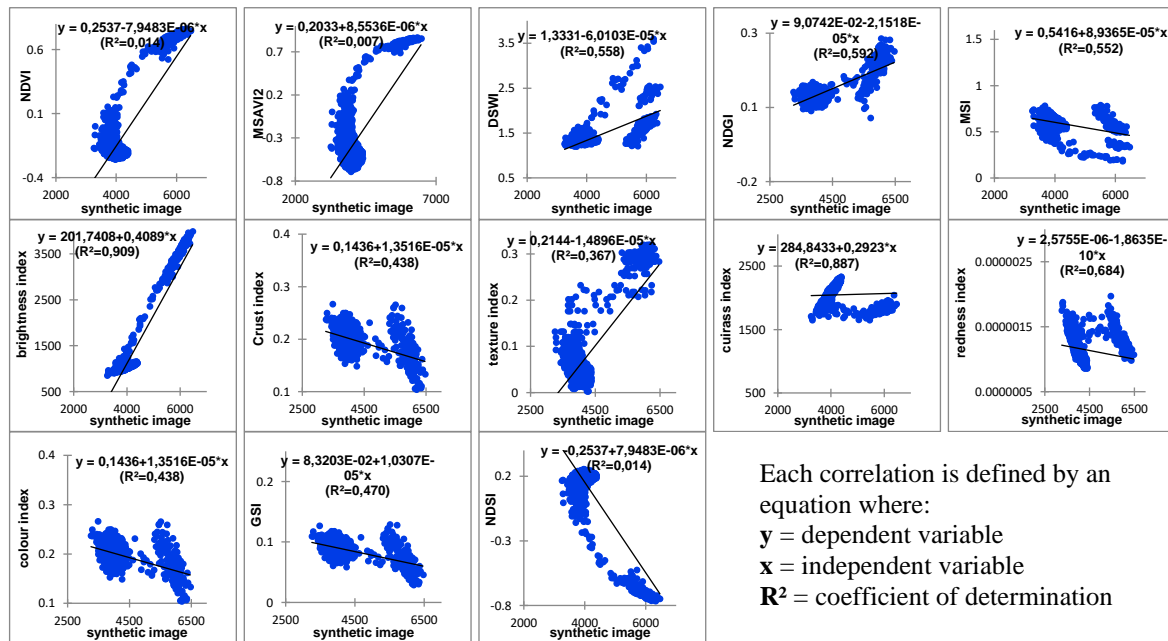 y = 0,2537-7,9483E-06*x
(R²=0,014)
NDVI
0.6
0.1
-0.4
2000
4000
6000
synthetic image
y = 0,2033+8,5536E-06*x
(R²=0,007)
MSAVI2
0.7
0.2
-0.3
-0.8
2000
7000
synthetic image
y = 1,3331-6,0103E-05*x
(R²=0,558)
DSWI
3.5
2.5
1.5
0.5
2000
4000
6000
synthetic image
y = 9,0742E-02-2,1518E-
05*x
(R²=0,592)
NDGI
0.3
0.1
-0.2
2500
4500
6500
synthetic image
y = 0,5416+8,9365E-05*x
(R²=0,552)
MSI
1
0.5
0
2000
4000
6000
synthetic image
y = 201,7408+0,4089*x
(R²=0,909)
brightness index
3500
2500
1500
500
2000
4000
6000
synthetic image
y = 0,1436+1,3516E-05*x
(R²=0,438)
Crust index
0.3
0.2
0.1
2500
4500
6500
synthetic image
y = 0,2144-1,4896E-05*x
(R²=0,367)
texture index
0.3
0.2
0.1
0
2500
4500
6500
synthetic image
y = 284,8433+0,2923*x
(R²=0,887)
cuirass index
2500
1500
500
2000
4000
6000
synthetic image
y = 2,5755E-06-1,8635E-
10*x
(R²=0,684)
redness index
0.0000025
0.0000015
0.0000005
2500
4500
6500
synthetic image
y = 0,1436+1,3516E-05*x
(R²=0,438)
colour index
0.3
0.2
0.1
2500
4500
6500
synthetic image
y = 8,3203E-02+1,0307E-
05*x
(R²=0,470)
GSI
0.2
0.1
0
2500
4500
6500
synthetic image
y = -0,2537+7,9483E-06*x
(R²=0,014)
NDSI
0.2
-0.3
-0.8
2000
4000
6000
synthetic image
Each correlation is defined by an
equation where:
y = dependent variable
x = independent variable
R² = coefficient of determination